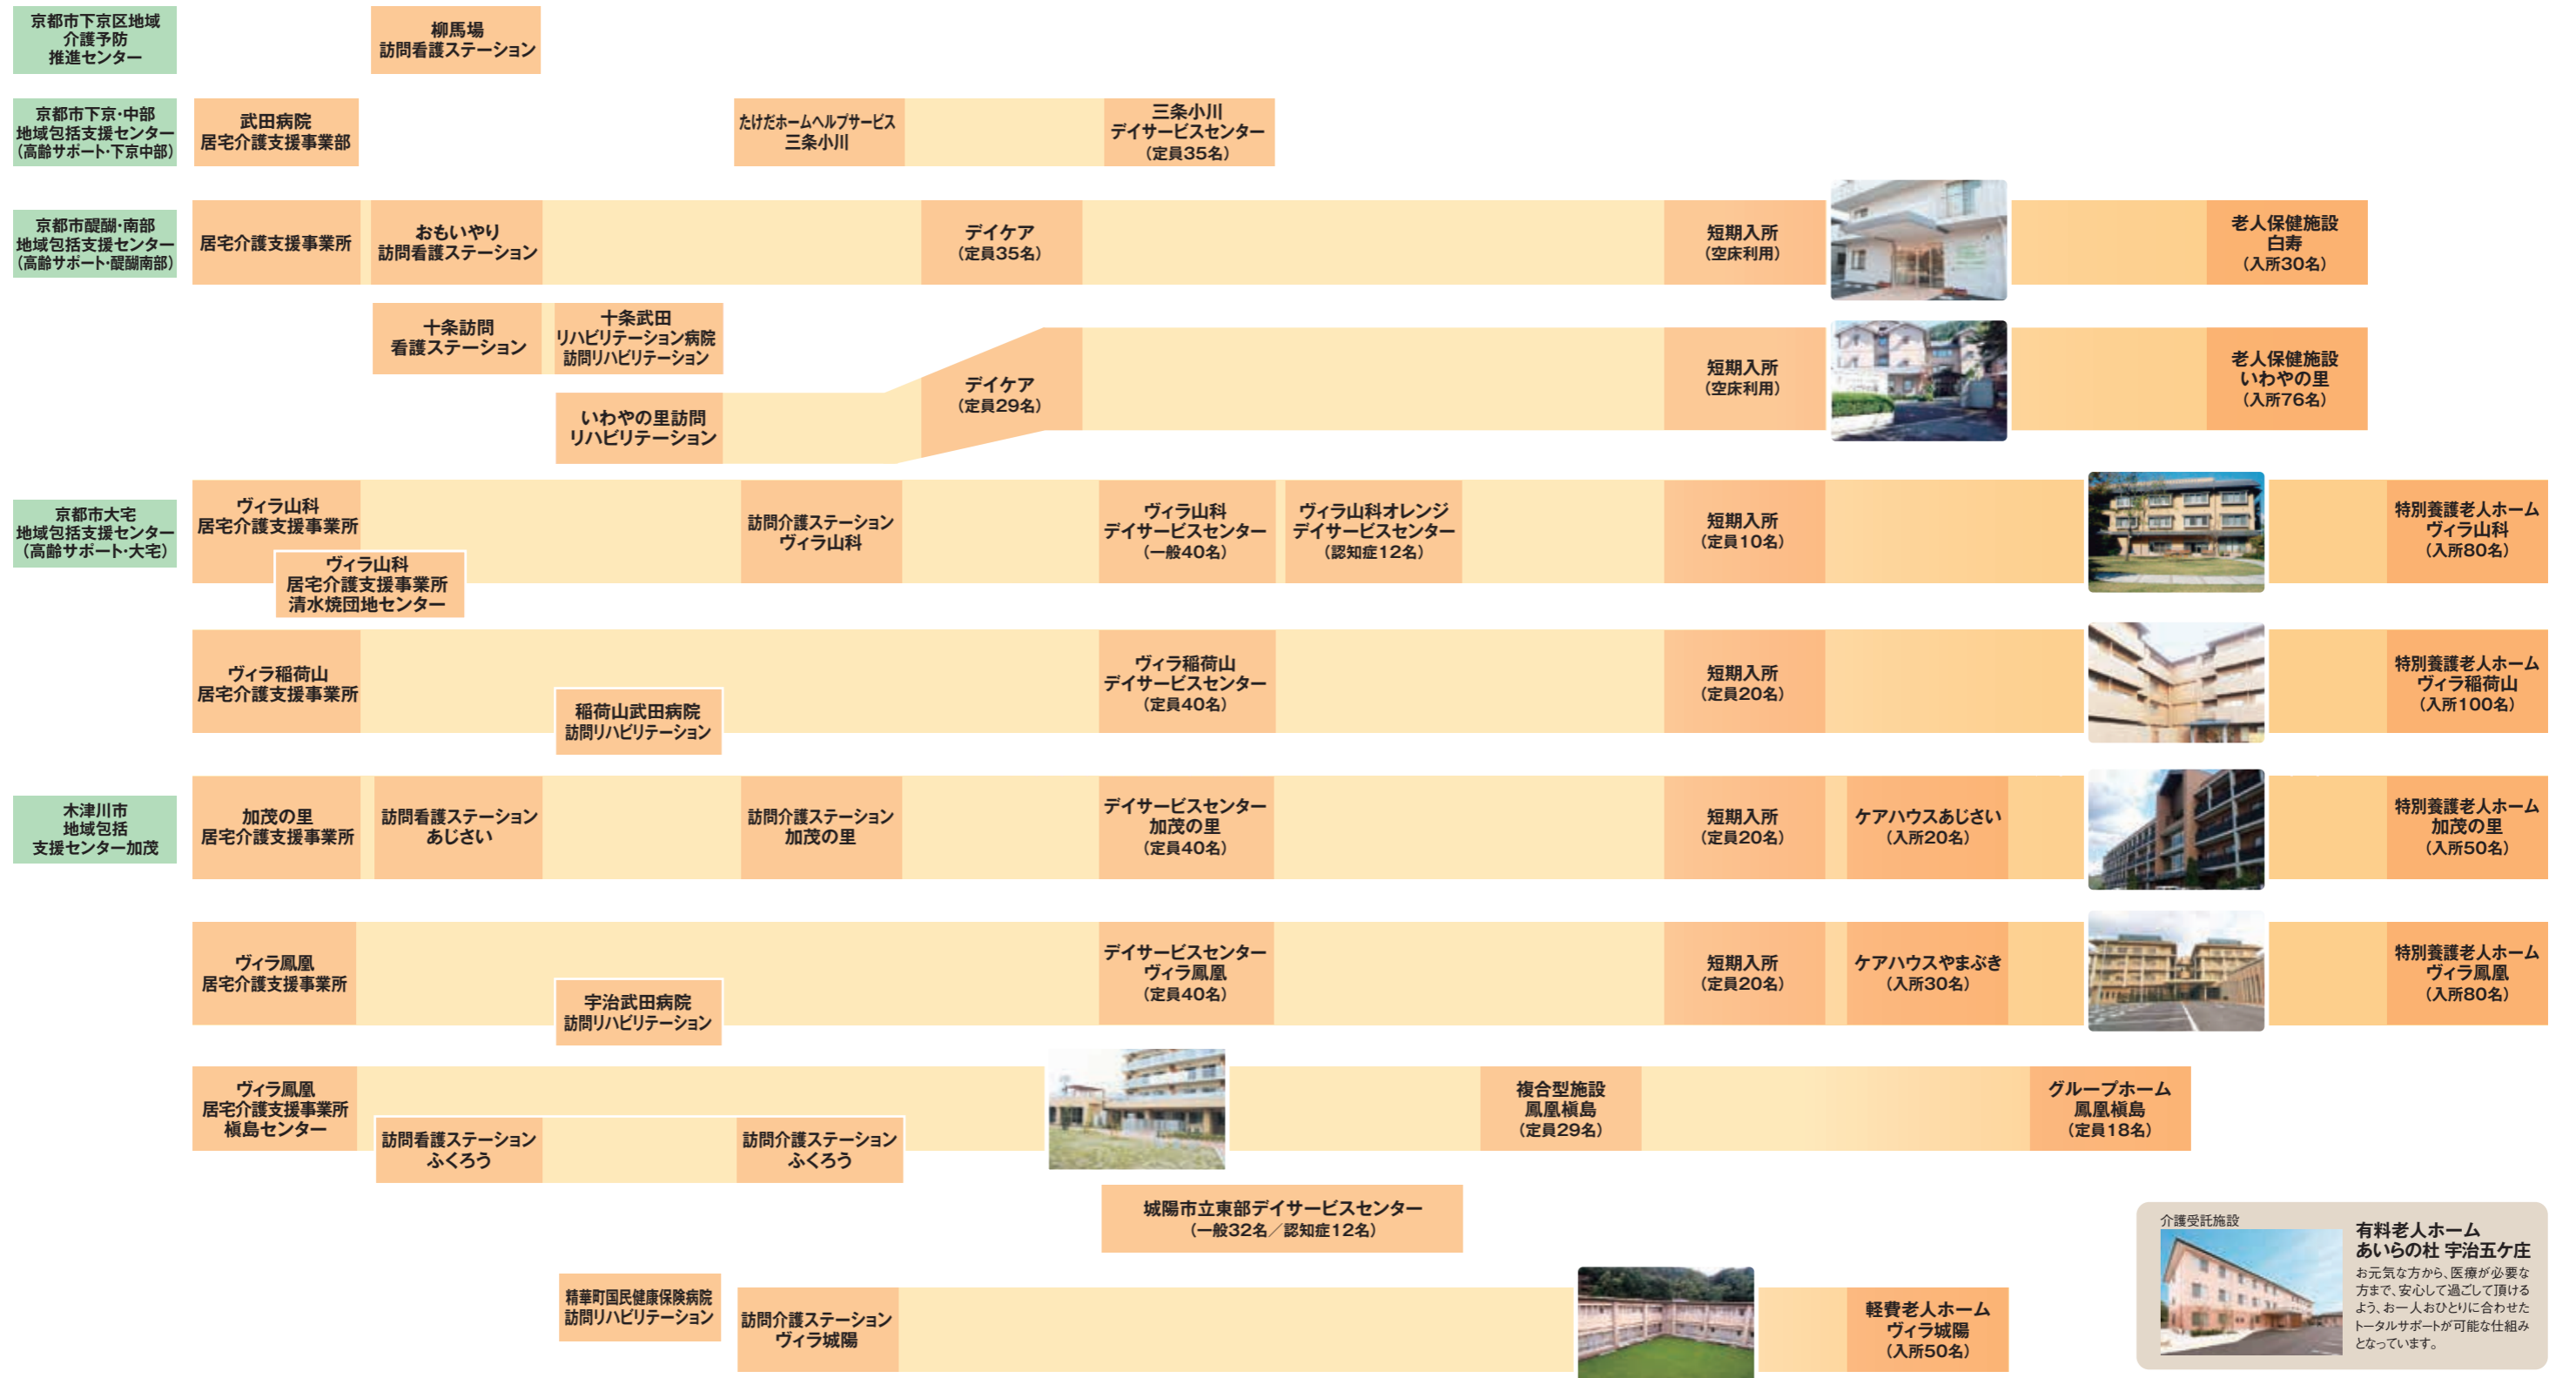 京都市下京区地域
介護予防
推進センター
柳馬場
訪問看護ステーション
京都市下京・中部
地域包括支援センター
（高齢サポート・下京中部）
武田病院
居宅介護支援事業部
たけだホームヘルプサービス
三条小川
三条小川
デイサービスセンター
（定員35名）
京都市醍醐・南部
地域包括支援センター
（高齢サポート・醍醐南部）
居宅介護支援事業所
おもいやり
訪問看護ステーション
デイケア
（定員35名）
短期入所
（空床利用）
老人保健施設
白寿
（入所30名）
十条訪問
看護ステーション
十条武田
リハビリテーション病院
訪問リハビリテーション
いわやの里訪問
リハビリテーション
デイケア
（定員29名）
短期入所
（空床利用）
老人保健施設
いわやの里
（入所76名）
京都市大宅
地域包括支援センター
（高齢サポート・大宅）
ヴィラ山科
居宅介護支援事業所
ヴィラ山科
居宅介護支援事業所
清水焼団地センター
訪問介護ステーション
ヴィラ山科
ヴィラ山科
デイサービスセンター
（一般40名）
ヴィラ山科オレンジ
デイサービスセンター
（認知症12名）
短期入所
（定員10名）
特別養護老人ホーム
ヴィラ山科
（入所80名）
ヴィラ稲荷山
居宅介護支援事業所
稲荷山武田病院
訪問リハビリテーション
ヴィラ稲荷山
デイサービスセンター
（定員40名）
短期入所
（定員20名）
特別養護老人ホーム
ヴィラ稲荷山
（入所100名）
木津川市
地域包括
支援センター加茂
加茂の里
居宅介護支援事業所
訪問看護ステーション
あじさい
訪問介護ステーション
加茂の里
デイサービスセンター
加茂の里
（定員40名）
短期入所
（定員20名）
ケアハウスあじさい
（入所20名）
特別養護老人ホーム
加茂の里
（入所50名）
ヴィラ鳳凰
居宅介護支援事業所
宇治武田病院
訪問リハビリテーション
デイサービスセンター
ヴィラ鳳凰
（定員40名）
短期入所
（定員20名）
ケアハウスやまぶき
（入所30名）
特別養護老人ホーム
ヴィラ鳳凰
（入所80名）
ヴィラ鳳凰
居宅介護支援事業所
槇島センター
訪問看護ステーション
ふくろう
訪問介護ステーション
ふくろう
複合型施設
鳳凰槇島
（定員29名）
グループホーム
鳳凰槇島
（定員18名）
城陽市立東部デイサービスセンター
（一般32名／認知症12名）
精華町国民健康保険病院
訪問リハビリテーション
訪問介護ステーション
ヴィラ城陽
軽費老人ホーム
ヴィラ城陽
（入所50名）
介護受託施設
有料老人ホーム
あいらの杜 宇治五ケ庄
お元気な方から、医療が必要な
方まで、安心して過ごして頂ける
よう、お一人おひとりに合わせた
トータルサポートが可能な仕組み
となっています。